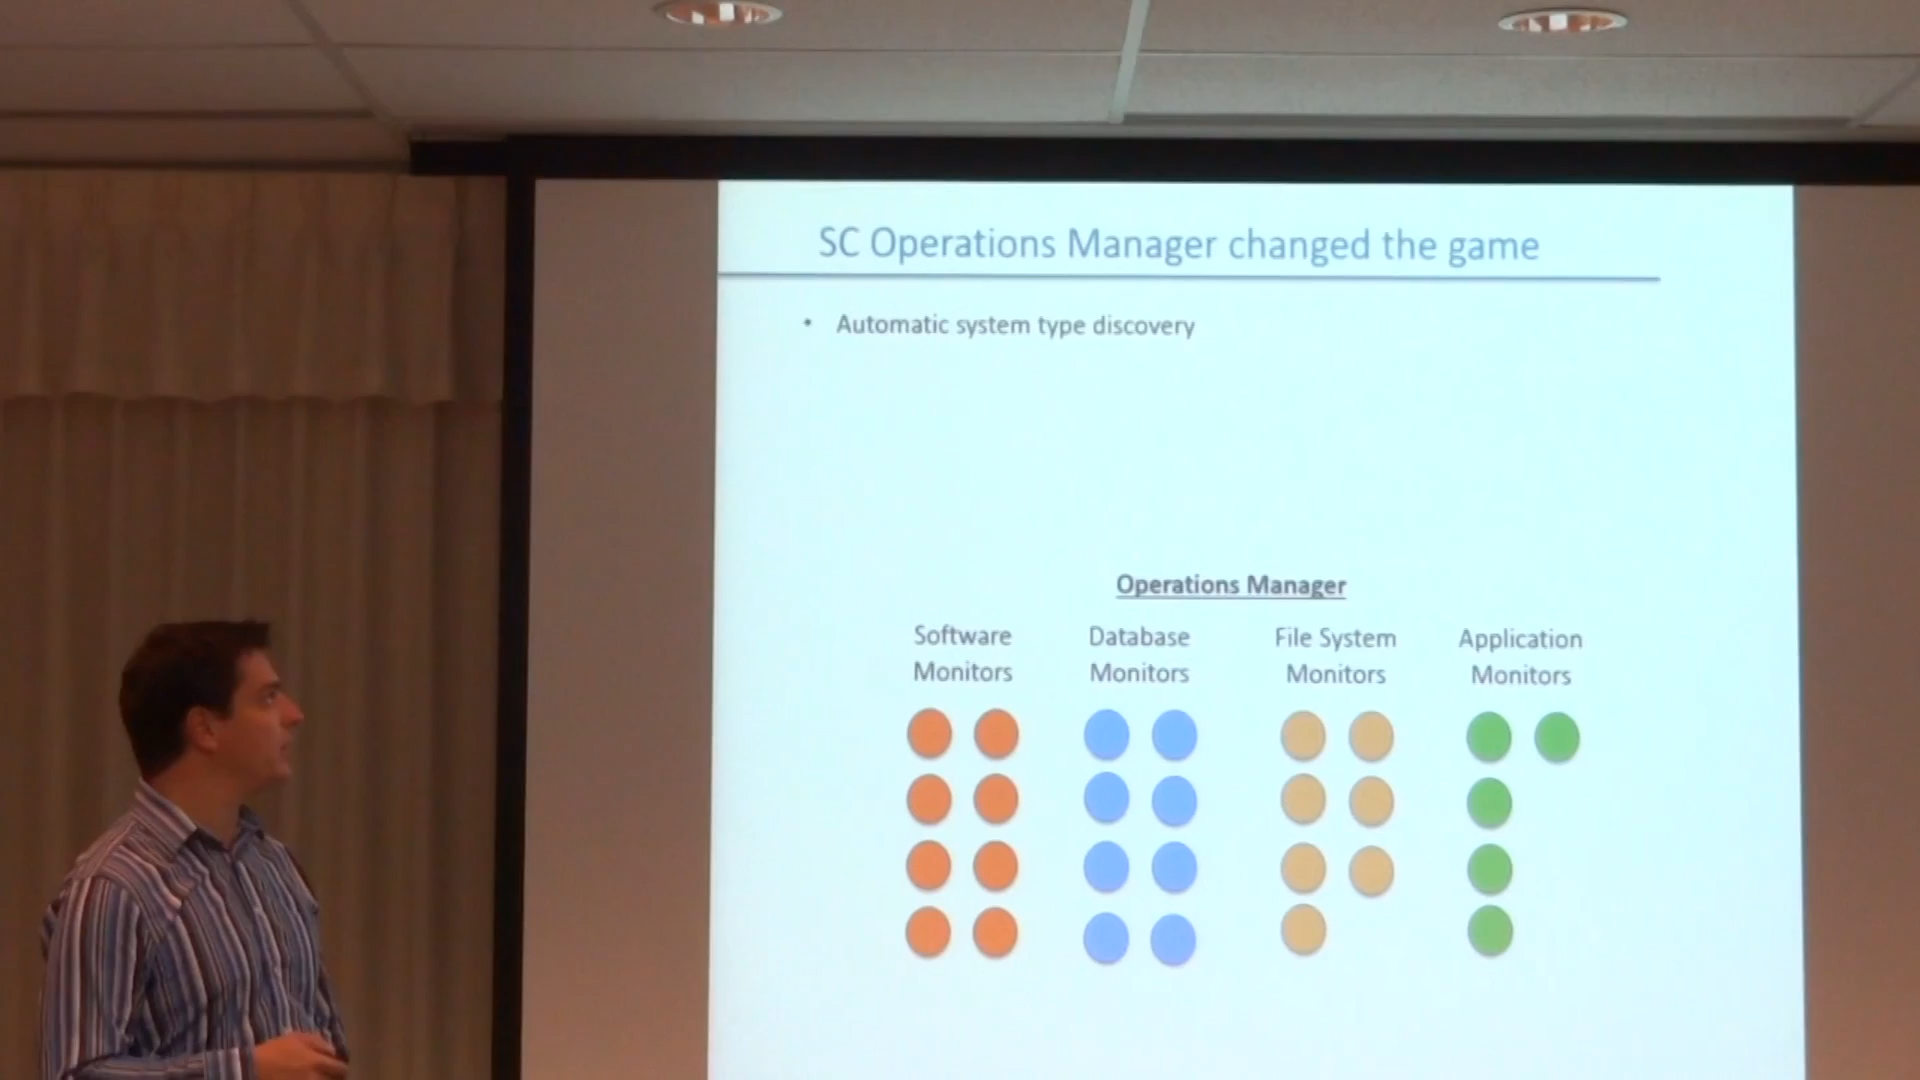 SC Operations Manager changed the game
• Automatic system type discovery
Operations Manager
Software Monitors
Database Monitors
File System Monitors
Application Monitors